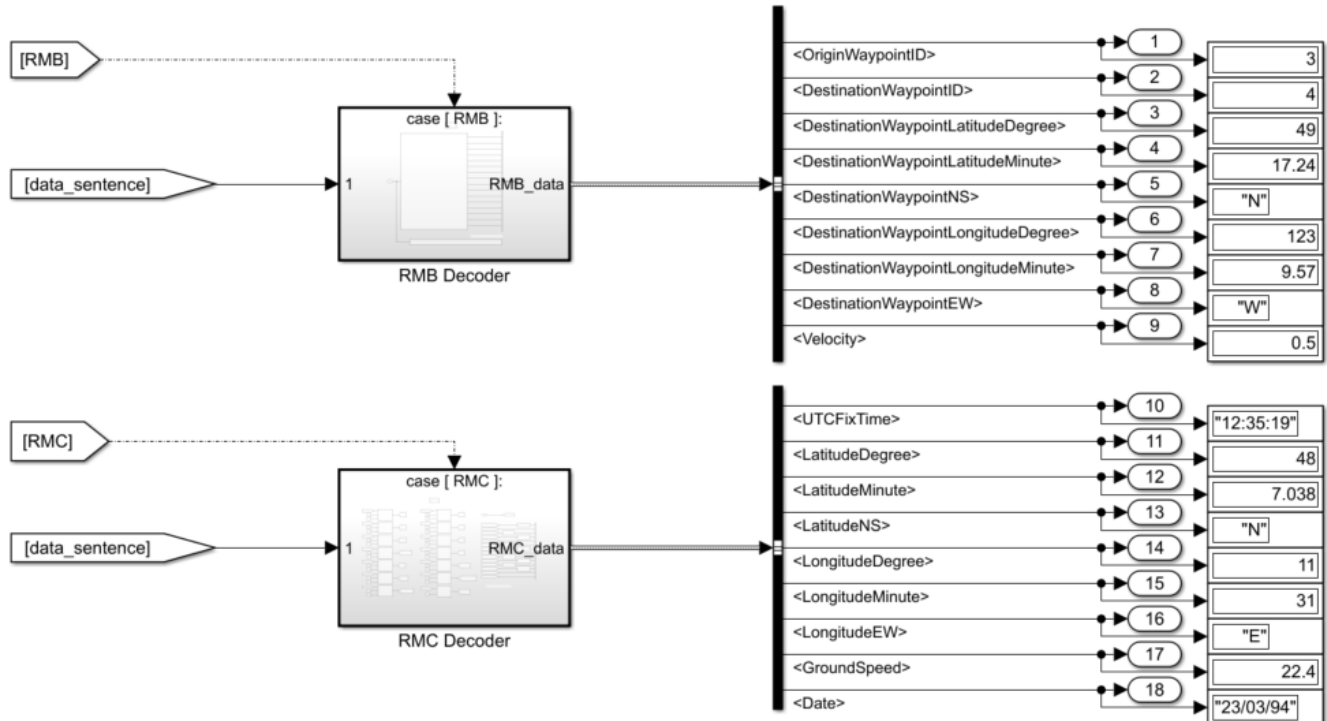 [RMB]
[data_sentence]
case [ RMB ]:
1
RMB_data
RMB Decoder
1
<OriginWaypointID>
3
2
<DestinationWaypointID>
4
3
<DestinationWaypointLatitudeDegree>
49
4
<DestinationWaypointLatitudeMinute>
17.24
5
<DestinationWaypointNS>
"N"
6
<DestinationWaypointLongitudeDegree>
123
7
<DestinationWaypointLongitudeMinute>
9.57
8
<DestinationWaypointEW>
"W"
9
<Velocity>
0.5
[RMC]
[data_sentence]
case [ RMC ]:
1
RMC_data
RMC Decoder
10
<UTCFixTime>
"12:35:19"
11
<LatitudeDegree>
48
12
<LatitudeMinute>
7.038
13
<LatitudeNS>
"N"
14
<LongitudeDegree>
11
15
<LongitudeMinute>
31
16
<LongitudeEW>
"E"
17
<GroundSpeed>
22.4
18
<Date>
"23/03/94"